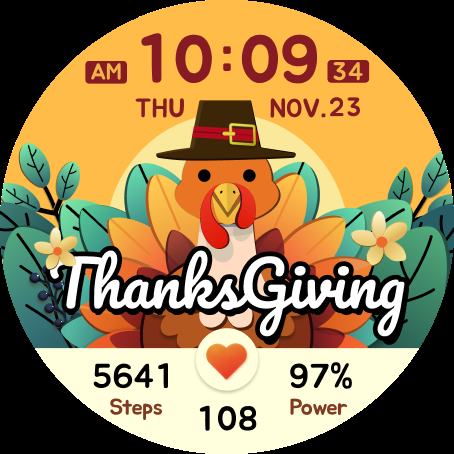 AM 10:09 34
THU NOV.23
ThanksGiving
5641 97%
Steps Power
108